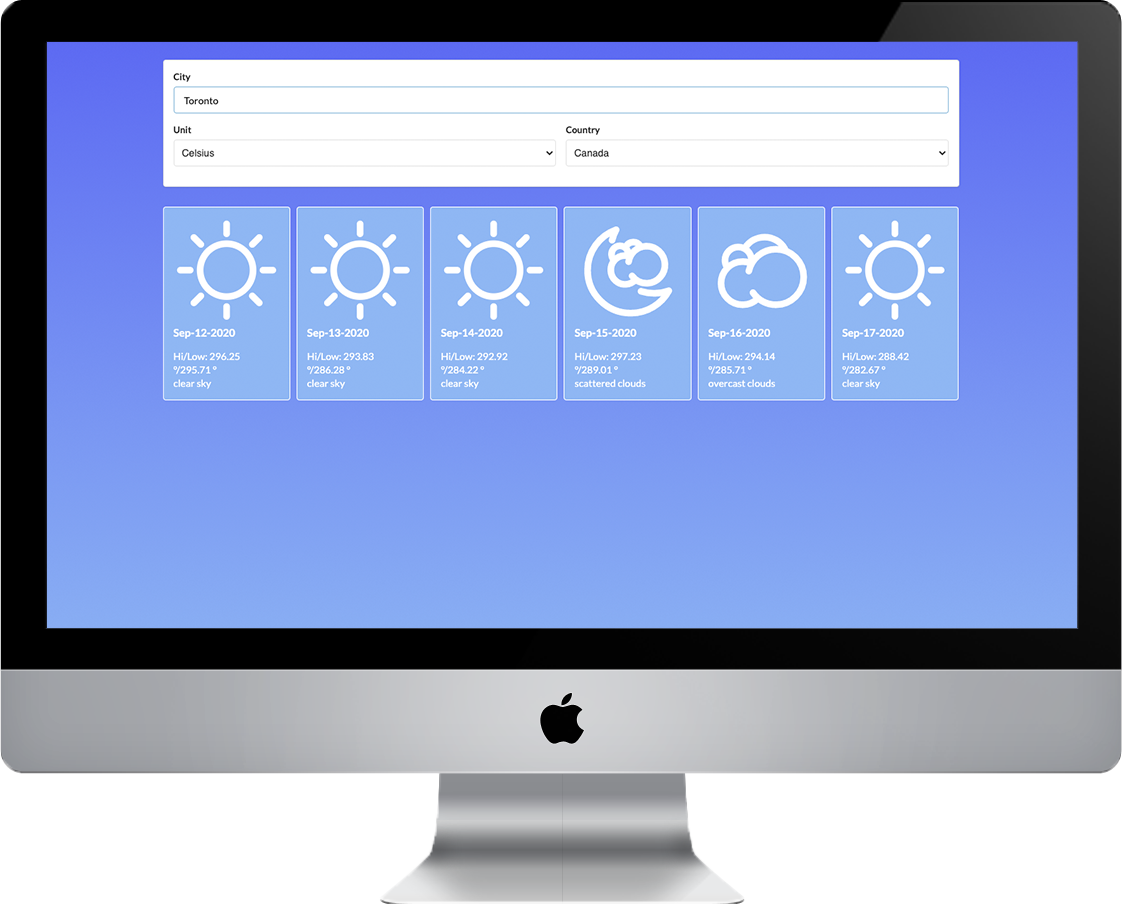 City
Toronto
Unit
Country
Celsius
Canada
Sep-12-2020
Hi/Low: 296.25
º/295.71 º
clear sky
Sep-13-2020
Hi/Low: 293.83
º/286.28 º
clear sky
Sep-14-2020
Hi/Low: 292.92
º/284.22 º
clear sky
Sep-15-2020
Hi/Low: 297.23
º/289.01 º
scattered clouds
Sep-16-2020
Hi/Low: 294.14
º/285.71 º
overcast clouds
Sep-17-2020
Hi/Low: 288.42
º/282.67 º
clear sky